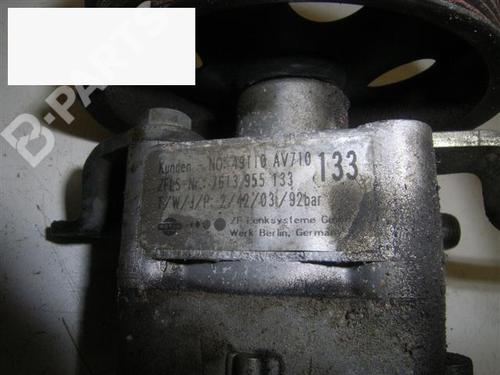 B-PARTS
Kunden - NO: 49110 AV710
133
ZFLS-Nr.: 7613 955 133
T/W/J/P: 2/42/03/92bar
ZF Lenksysteme
Werk Berlin, Germany